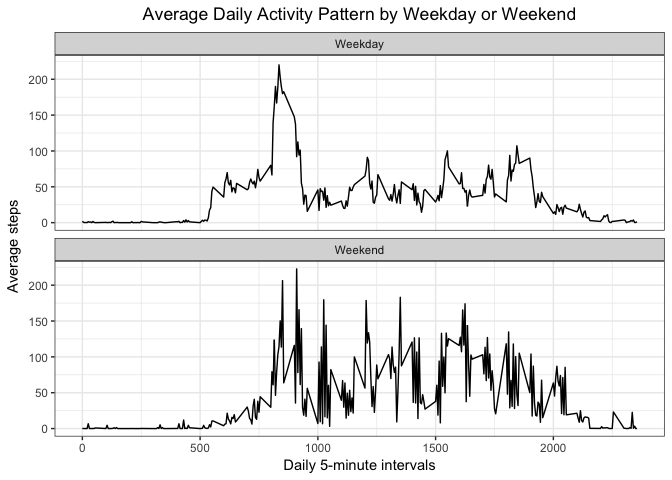 Average Daily Activity Pattern by Weekday or Weekend
Weekday
200
150
100
50
0
Weekend
200
150
100
50
0
Average steps
0 500 1000 1500 2000
Daily 5-minute intervals